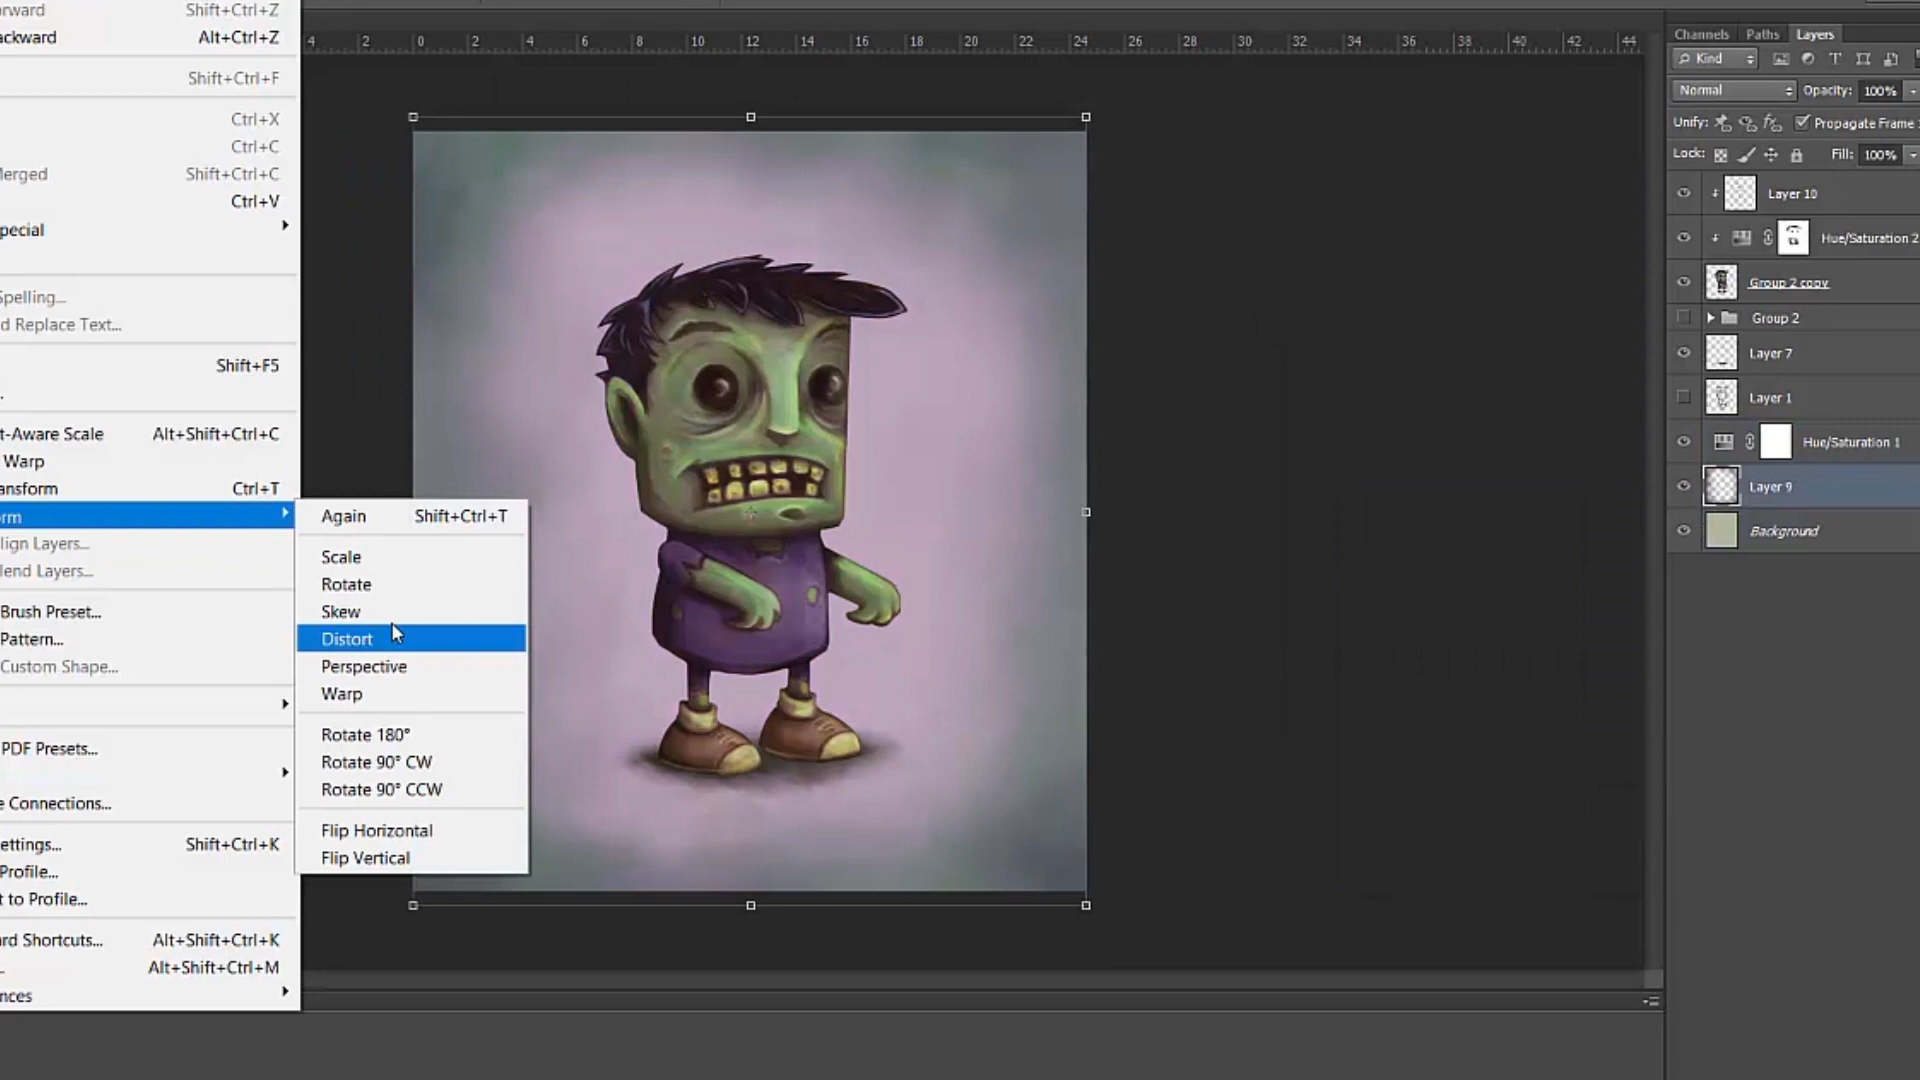 orward Shift+Ctrl+Z
ackward Alt+Ctrl+Z
Shift+Ctrl+F
Ctrl+X
Ctrl+C
Merged Shift+Ctrl+C
Ctrl+V
pecial
Spelling...
d Replace Text...
Shift+F5
.
t-Aware Scale Alt+Shift+Ctrl+C
Warp
ansform Ctrl+T
orm
lign Layers...
lend Layers...
Brush Preset...
Pattern...
Custom Shape...
PDF Presets...
e Connections...
ettings... Shift+Ctrl+K
Profile...
t to Profile...
rd Shortcuts... Alt+Shift+Ctrl+K
.. Alt+Shift+Ctrl+M
nces
Again Shift+Ctrl+T
Scale
Rotate
Skew
Distort
Perspective
Warp
Rotate 180°
Rotate 90° CW
Rotate 90° CCW
Flip Horizontal
Flip Vertical
4 2 0 2 4 6 8 10 12 14 16 18 20 22 24 26 28 30 32 34 36 38 40 42 44
Channels Paths Layers
Kind
Normal Opacity: 100%
Unify: Propagate Frame 1
Lock: Fill: 100%
Layer 10
Hue/Saturation 2
Group 2 copy
Group 2
Layer 7
Layer 1
Hue/Saturation 1
Layer 9
Background